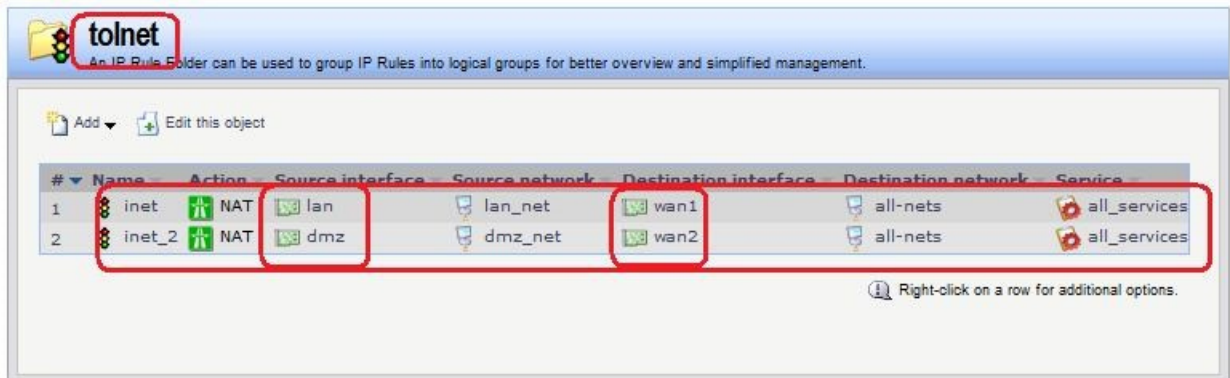 tolnet
An IP Rule Folder can be used to group IP Rules into logical groups for better overview and simplified management.
Add Edit this object
# Name Action Source interface Source network Destination interface Destination network Service
1 inet NAT lan lan_net wan1 all-nets all_services
2 inet_2 NAT dmz dmz_net wan2 all-nets all_services
Right-click on a row for additional options.